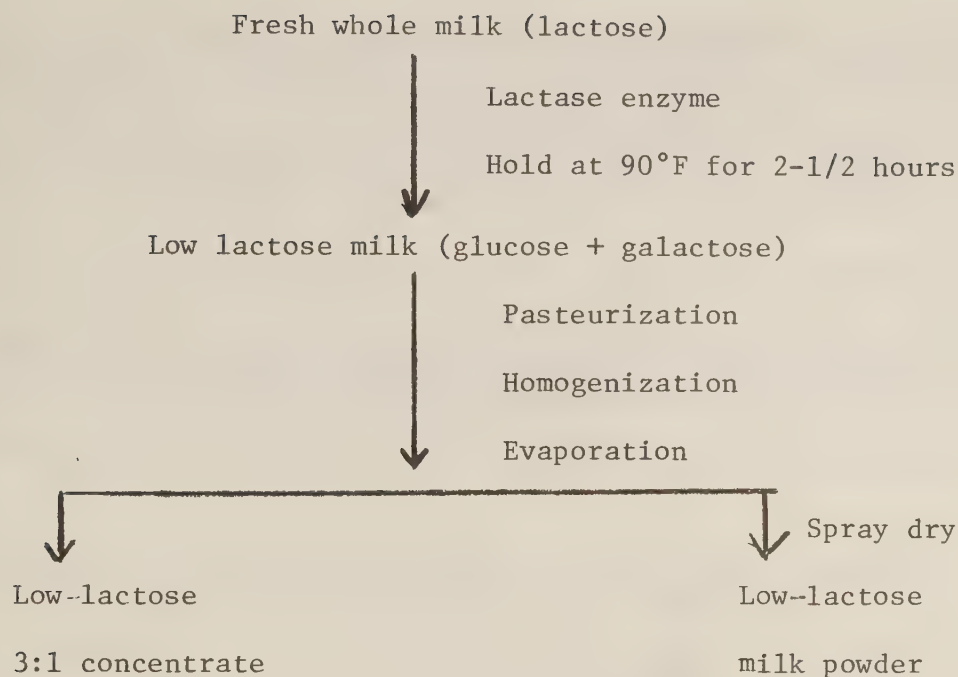 Fresh whole milk (lactose)
Lactase enzyme
Hold at 90°F for 2-1/2 hours
Low lactose milk (glucose + galactose)
Pasteurization
Homogenization
Evaporation
Spray dry
Low-lactose
3:1 concentrate
Low-lactose
milk powder